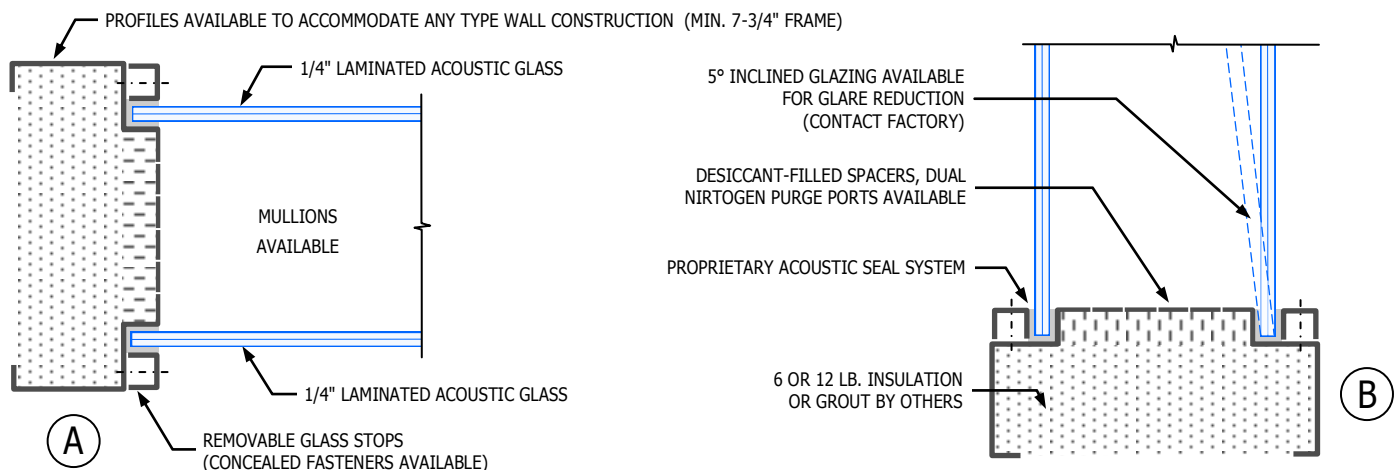 PROFILES AVAILABLE TO ACCOMMODATE ANY TYPE WALL CONSTRUCTION (MIN. 7-3/4" FRAME)
1/4" LAMINATED ACOUSTIC GLASS
MULLIONS
AVAILABLE
1/4" LAMINATED ACOUSTIC GLASS
REMOVABLE GLASS STOPS
(CONCEALED FASTENERS AVAILABLE)
A
5° INCLINED GLAZING AVAILABLE
FOR GLARE REDUCTION
(CONTACT FACTORY)
DESICCANT-FILLED SPACERS, DUAL
NIRTOGEN PURGE PORTS AVAILABLE
PROPRIETARY ACOUSTIC SEAL SYSTEM
6 OR 12 LB. INSULATION
OR GROUT BY OTHERS
B